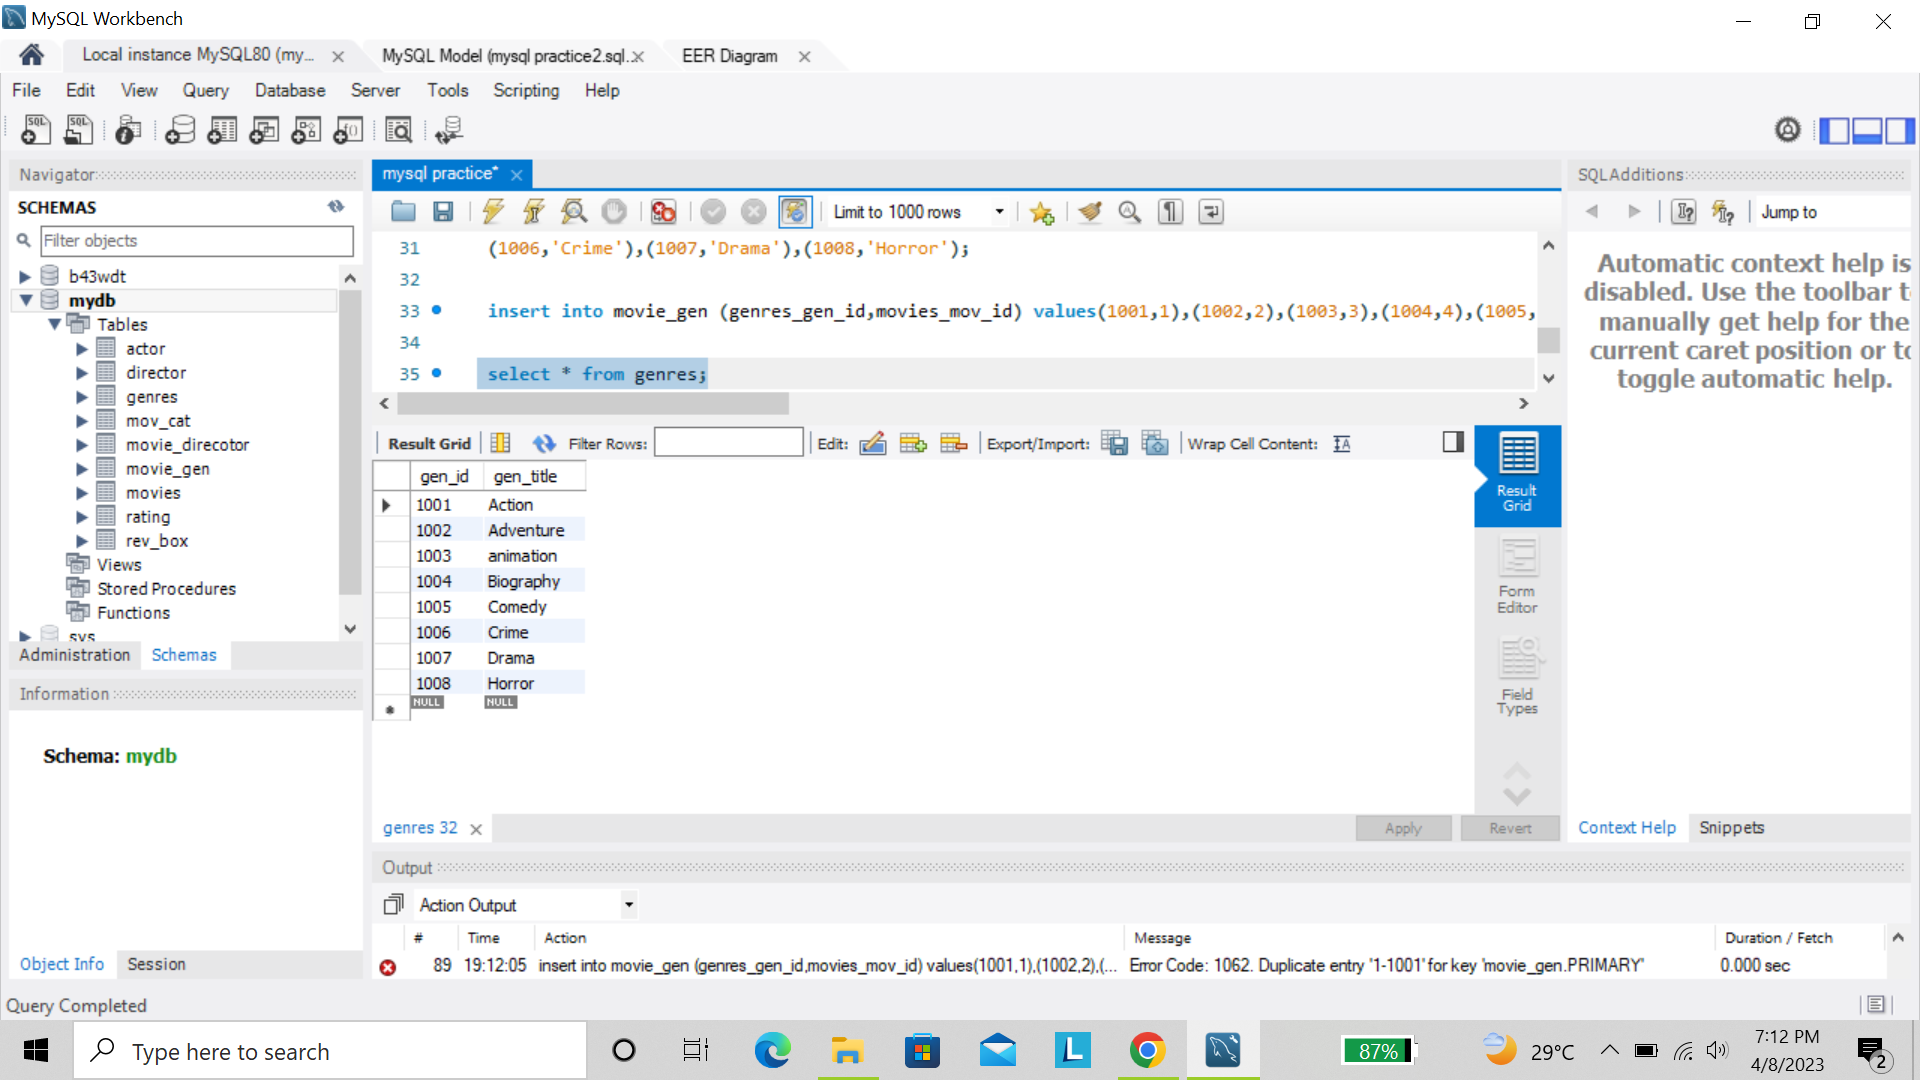 MySQL Workbench
Local instance MySQL80 (my...
MySQL Model (mysql practice2.sql...
EER Diagram
File Edit View Query Database Server Tools Scripting Help
Navigator
SCHEMAS
Filter objects
b43wdt
mydb
Tables
actor
director
genres
mov_cat
movie_direcotor
movie_gen
movies
rating
rev_box
Views
Stored Procedures
Functions
sys
Administration Schemas
Information
Schema: mydb
Object Info Session
mysql practice*
Limit to 1000 rows
31 (1006,'Crime'),(1007,'Drama'),(1008,'Horror');
32
33 insert into movie_gen (genres_gen_id,movies_mov_id) values(1001,1),(1002,2),(1003,3),(1004,4),(1005,
34
35 select * from genres;
Result Grid Filter Rows: Edit: Export/Import: Wrap Cell Content:
gen_id gen_title
1001 Action
1002 Adventure
1003 animation
1004 Biography
1005 Comedy
1006 Crime
1007 Drama
1008 Horror
NULL NULL
Result
Grid
Form
Editor
Field
Types
genres 32
Apply Revert
SQLAdditions
Jump to
Automatic context help is
disabled. Use the toolbar t
manually get help for the
current caret position or to
toggle automatic help.
Context Help Snippets
Output
Action Output
# Time Action Message Duration / Fetch
89 19:12:05 insert into movie_gen (genres_gen_id,movies_mov_id) values(1001,1),(1002,2),(... Error Code: 1062. Duplicate entry '1-1001' for key 'movie_gen.PRIMARY' 0.000 sec
Query Completed
Type here to search
87%
29°C
7:12 PM
4/8/2023
2